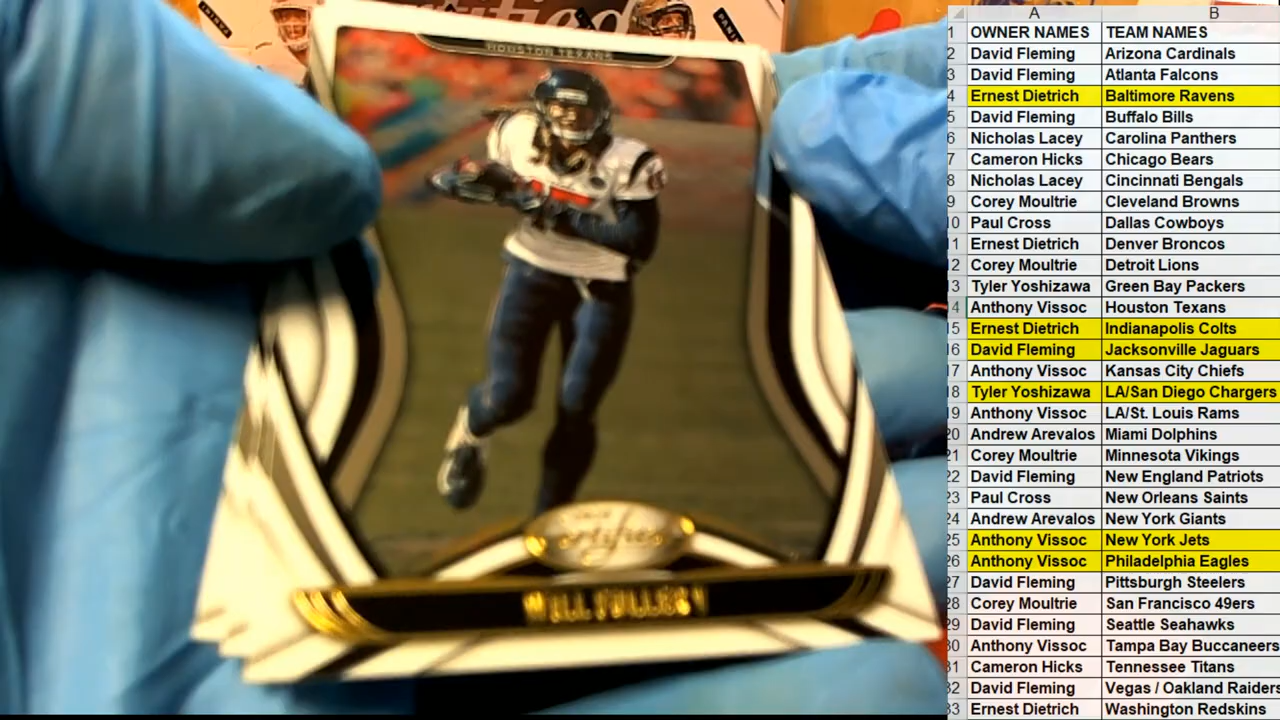 ertified
PANINI
HOUSTON TEXANS
Certified
WILL FULLER V
A B
1 OWNER NAMES TEAM NAMES
2 David Fleming Arizona Cardinals
3 David Fleming Atlanta Falcons
4 Ernest Dietrich Baltimore Ravens
5 David Fleming Buffalo Bills
6 Nicholas Lacey Carolina Panthers
7 Cameron Hicks Chicago Bears
8 Nicholas Lacey Cincinnati Bengals
9 Corey Moultrie Cleveland Browns
10 Paul Cross Dallas Cowboys
11 Ernest Dietrich Denver Broncos
12 Corey Moultrie Detroit Lions
13 Tyler Yoshizawa Green Bay Packers
14 Anthony Vissoc Houston Texans
15 Ernest Dietrich Indianapolis Colts
16 David Fleming Jacksonville Jaguars
17 Anthony Vissoc Kansas City Chiefs
18 Tyler Yoshizawa LA/San Diego Chargers
19 Anthony Vissoc LA/St. Louis Rams
20 Andrew Arevalos Miami Dolphins
21 Corey Moultrie Minnesota Vikings
22 David Fleming New England Patriots
23 Paul Cross New Orleans Saints
24 Andrew Arevalos New York Giants
25 Anthony Vissoc New York Jets
26 Anthony Vissoc Philadelphia Eagles
27 David Fleming Pittsburgh Steelers
28 Corey Moultrie San Francisco 49ers
29 David Fleming Seattle Seahawks
30 Anthony Vissoc Tampa Bay Buccaneers
31 Cameron Hicks Tennessee Titans
32 David Fleming Vegas / Oakland Raiders
33 Ernest Dietrich Washington Redskins